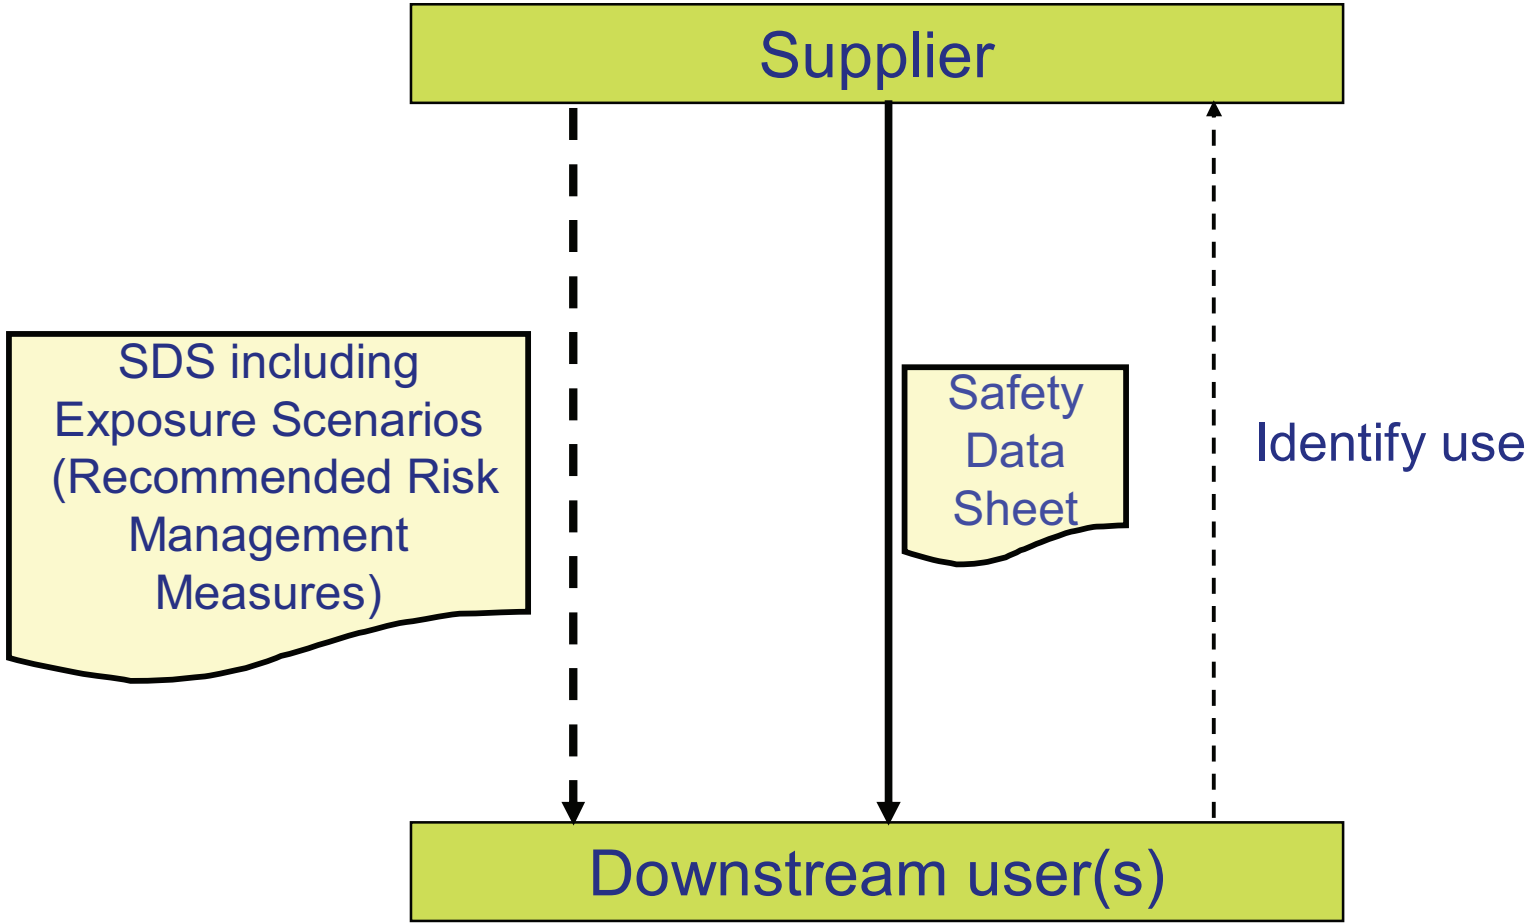 Supplier
SDS including
Exposure Scenarios
(Recommended Risk
Management
Measures)
Safety
Data
Sheet
Identify use
Downstream user(s)